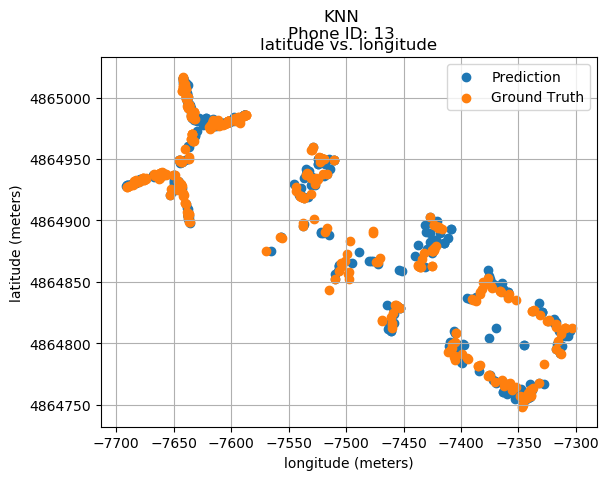 KNN
Phone ID: 13
latitude vs. longitude
Prediction
Ground Truth
4865000
4864950
4864900
4864850
4864800
4864750
latitude (meters)
−7700 −7650 −7600 −7550 −7500 −7450 −7400 −7350 −7300
longitude (meters)